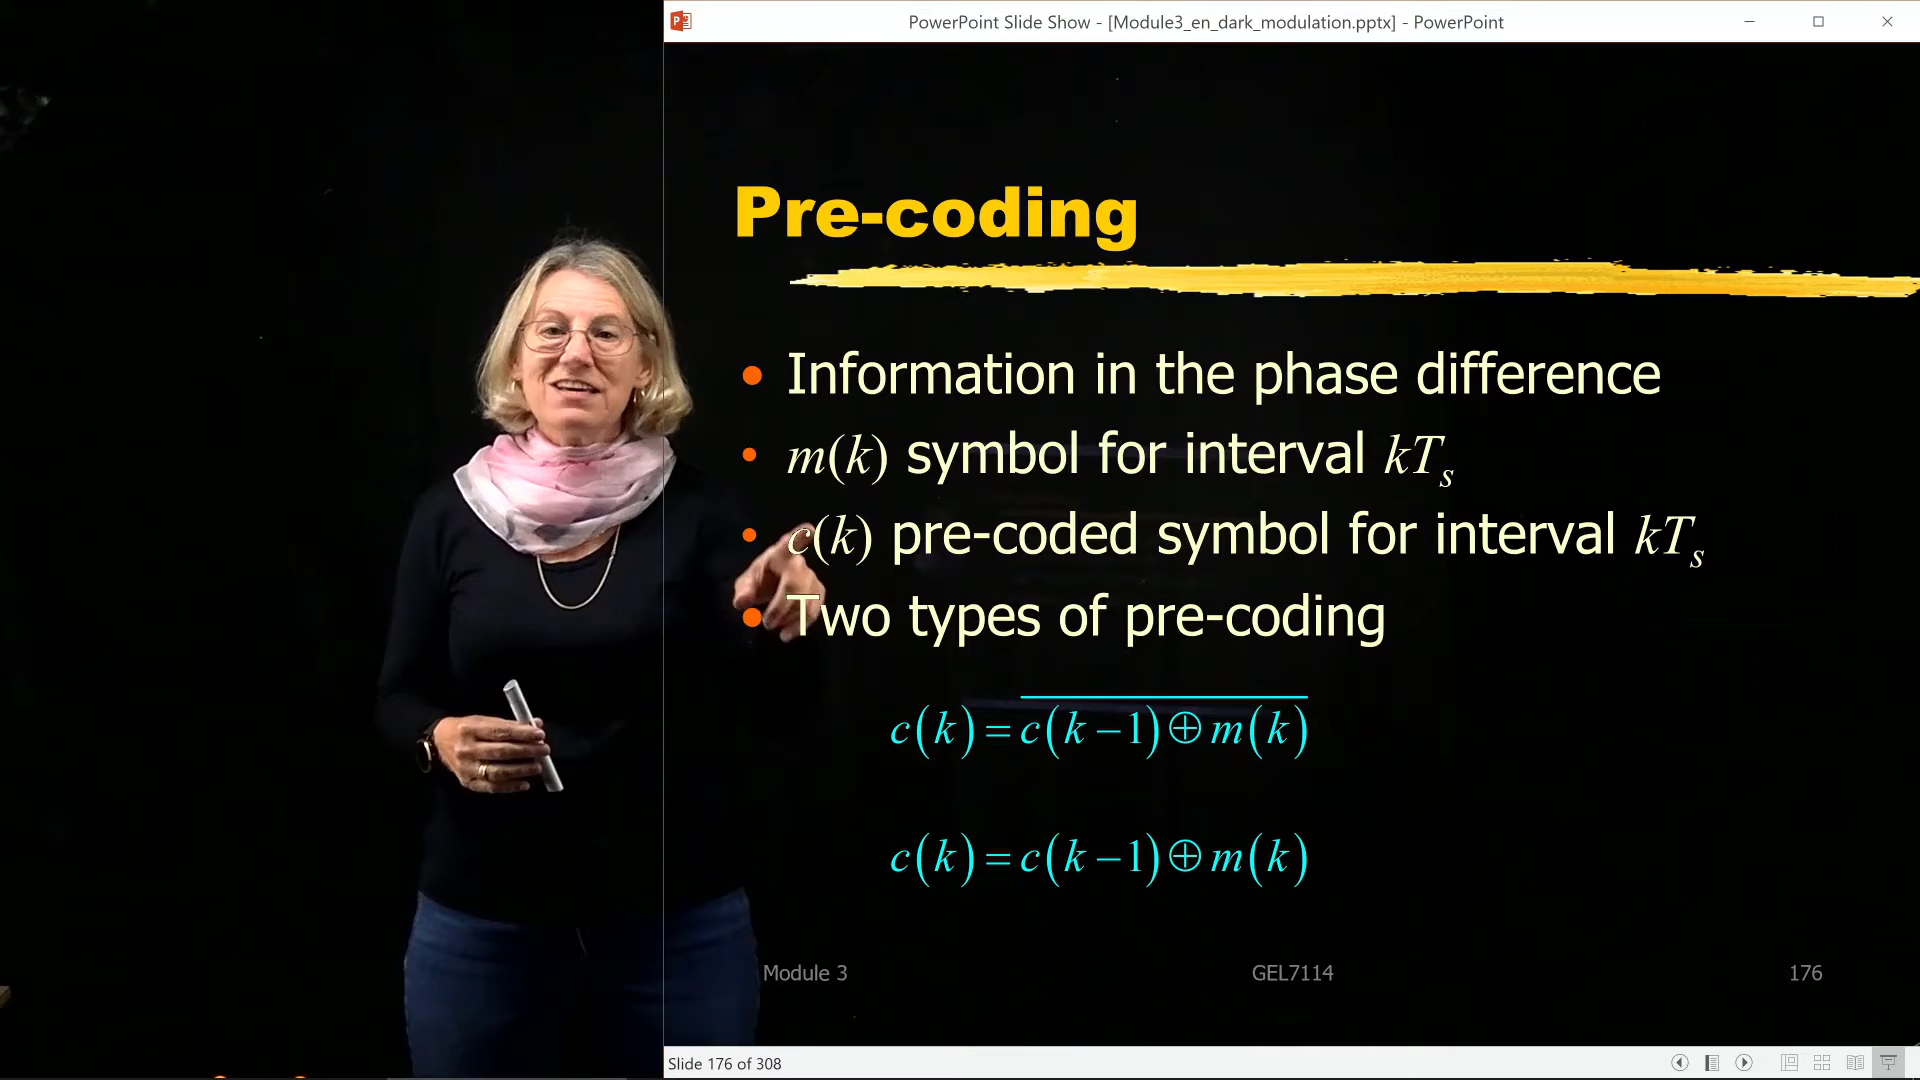 PowerPoint Slide Show - [Module3_en_dark_modulation.pptx] - PowerPoint
Pre-coding
• Information in the phase difference
• m(k) symbol for interval kTₛ
• c(k) pre-coded symbol for interval kTₛ
• Two types of pre-coding
c(k) = \overline{c(k−1)⊕m(k)}
c(k) = c(k−1)⊕m(k)
Module 3 GEL7114 176
Slide 176 of 308